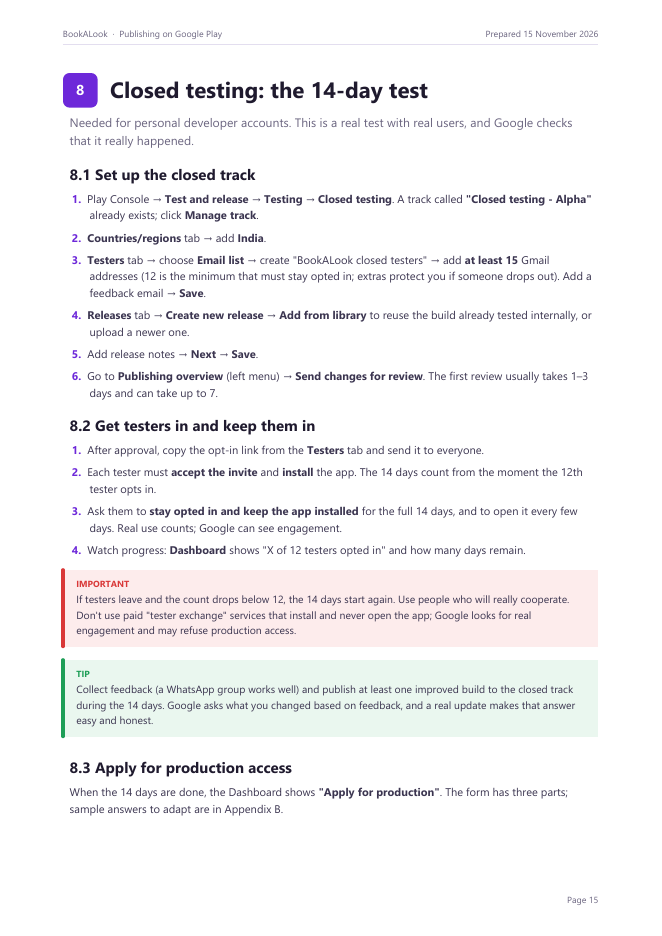 BookALook · Publishing on Google Play
Prepared 15 November 2026
8
Closed testing: the 14-day test
Needed for personal developer accounts. This is a real test with real users, and Google checks
that it really happened.
8.1 Set up the closed track
1. Play Console → Test and release → Testing → Closed testing. A track called "Closed testing - Alpha"
already exists; click Manage track.
2. Countries/regions tab → add India.
3. Testers tab → choose Email list → create "BookALook closed testers" → add at least 15 Gmail
addresses (12 is the minimum that must stay opted in; extras protect you if someone drops out). Add a
feedback email → Save.
4. Releases tab → Create new release → Add from library to reuse the build already tested internally, or
upload a newer one.
5. Add release notes → Next → Save.
6. Go to Publishing overview (left menu) → Send changes for review. The first review usually takes 1–3
days and can take up to 7.
8.2 Get testers in and keep them in
1. After approval, copy the opt-in link from the Testers tab and send it to everyone.
2. Each tester must accept the invite and install the app. The 14 days count from the moment the 12th
tester opts in.
3. Ask them to stay opted in and keep the app installed for the full 14 days, and to open it every few
days. Real use counts; Google can see engagement.
4. Watch progress: Dashboard shows "X of 12 testers opted in" and how many days remain.
IMPORTANT
If testers leave and the count drops below 12, the 14 days start again. Use people who will really cooperate.
Don't use paid "tester exchange" services that install and never open the app; Google looks for real
engagement and may refuse production access.
TIP
Collect feedback (a WhatsApp group works well) and publish at least one improved build to the closed track
during the 14 days. Google asks what you changed based on feedback, and a real update makes that answer
easy and honest.
8.3 Apply for production access
When the 14 days are done, the Dashboard shows "Apply for production". The form has three parts;
sample answers to adapt are in Appendix B.
Page 15